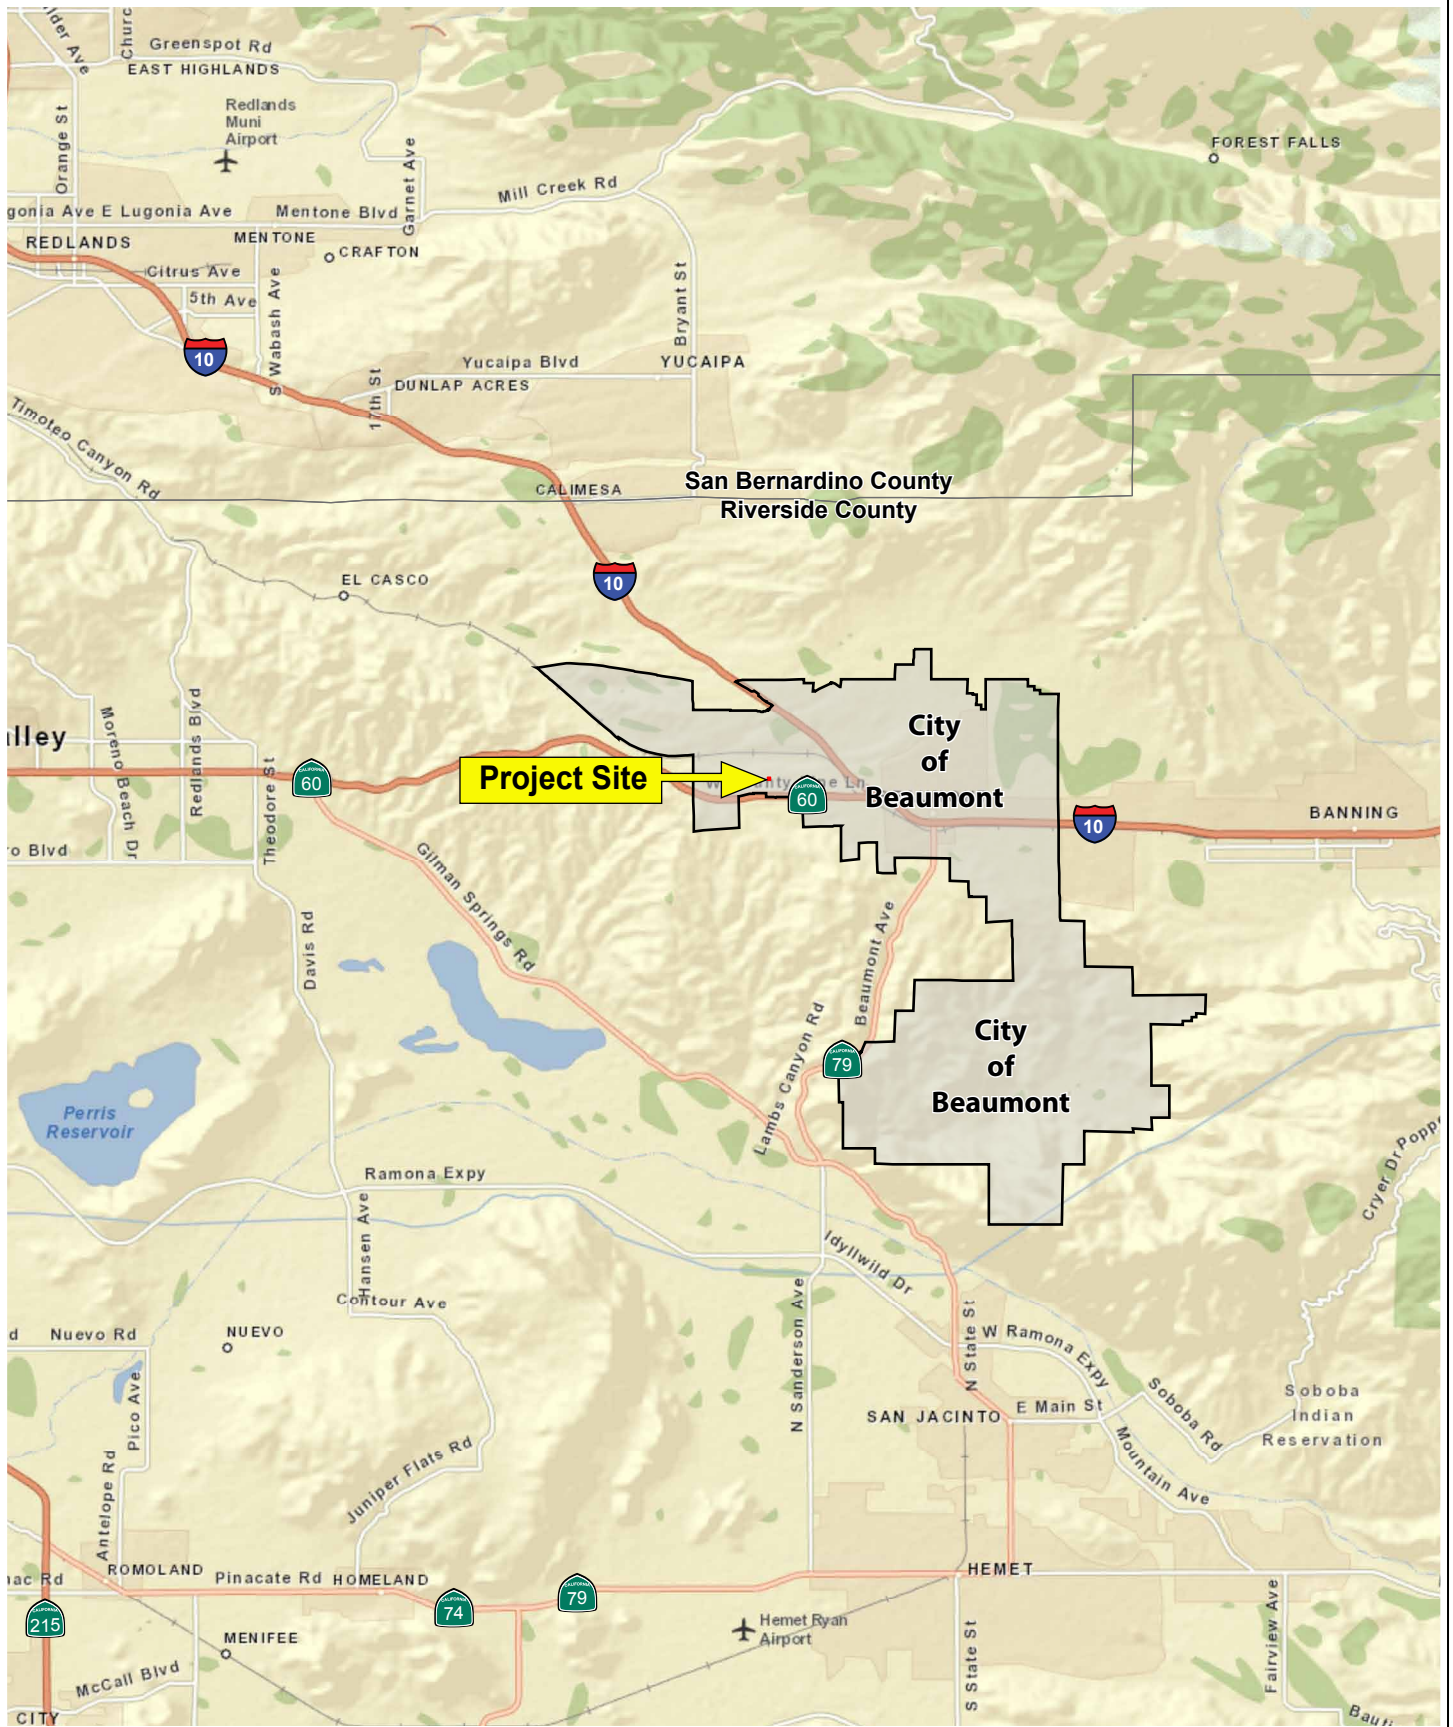 Greenspot Rd
EAST HIGHLANDS
Redlands
Muni
Airport
Orange St
Garnet Ave
FOREST FALLS
Mill Creek Rd
E Lugonia Ave
Mentone Blvd
REDLANDS
MENTONE
CRAFTON
Citrus Ave
5th Ave
S Wabash Ave
Bryant St
10
Yucaipa Blvd
YUCAIPA
DUNLAP ACRES
17th St
Timoteo Canyon Rd
CALIMESA
San Bernardino County
Riverside County
10
EL CASCO
Moreno Beach Dr
Redlands Blvd
Theodore St
CALIFORNIA
60
Project Site
CALIFORNIA
60
City
of
Beaumont
10
BANNING
Gilman Springs Rd
Davis Rd
Beaumont Ave
Lambs Canyon Rd
CALIFORNIA
79
City
of
Beaumont
Perris
Reservoir
Ramona Expy
Hansen Ave
Idyllwild Dr
Contour Ave
Nuevo Rd
NUEVO
Pico Ave
Antelope Rd
Juniper Flats Rd
N Sanderson Ave
N State St
W Ramona Expy
SAN JACINTO
E Main St
Soboba Rd
Mountain Ave
Soboba
Indian
Reservation
Cryer Dr
ROMOLAND
Pinacate Rd
HOMELAND
HEMET
CALIFORNIA
215
CALIFORNIA
74
CALIFORNIA
79
Hemet Ryan
Airport
MENIFEE
McCall Blvd
S State St
Fairview Ave
CITY